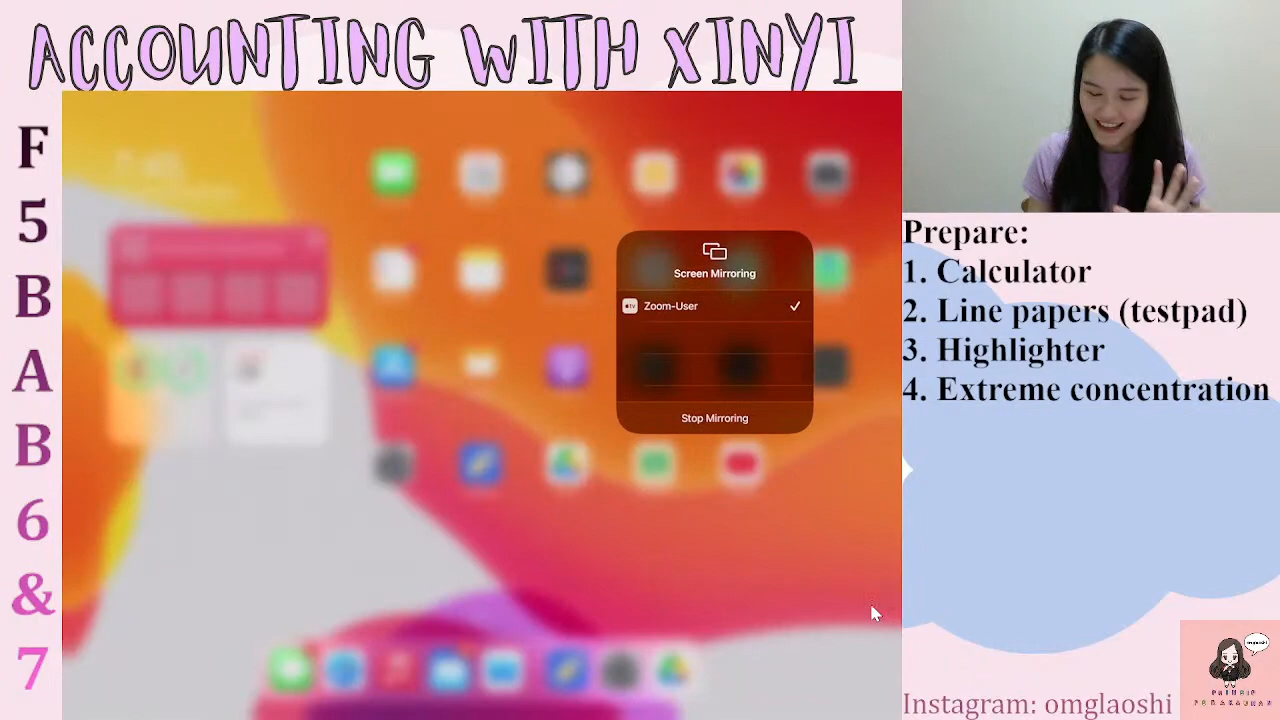 ACCOUNTING WITH XINYI
F
5
B
A
B
6
&
7
Screen Mirroring
Zoom-User
Stop Mirroring
Prepare:
1. Calculator
2. Line papers (testpad)
3. Highlighter
4. Extreme concentration
Instagram: omglaoshi